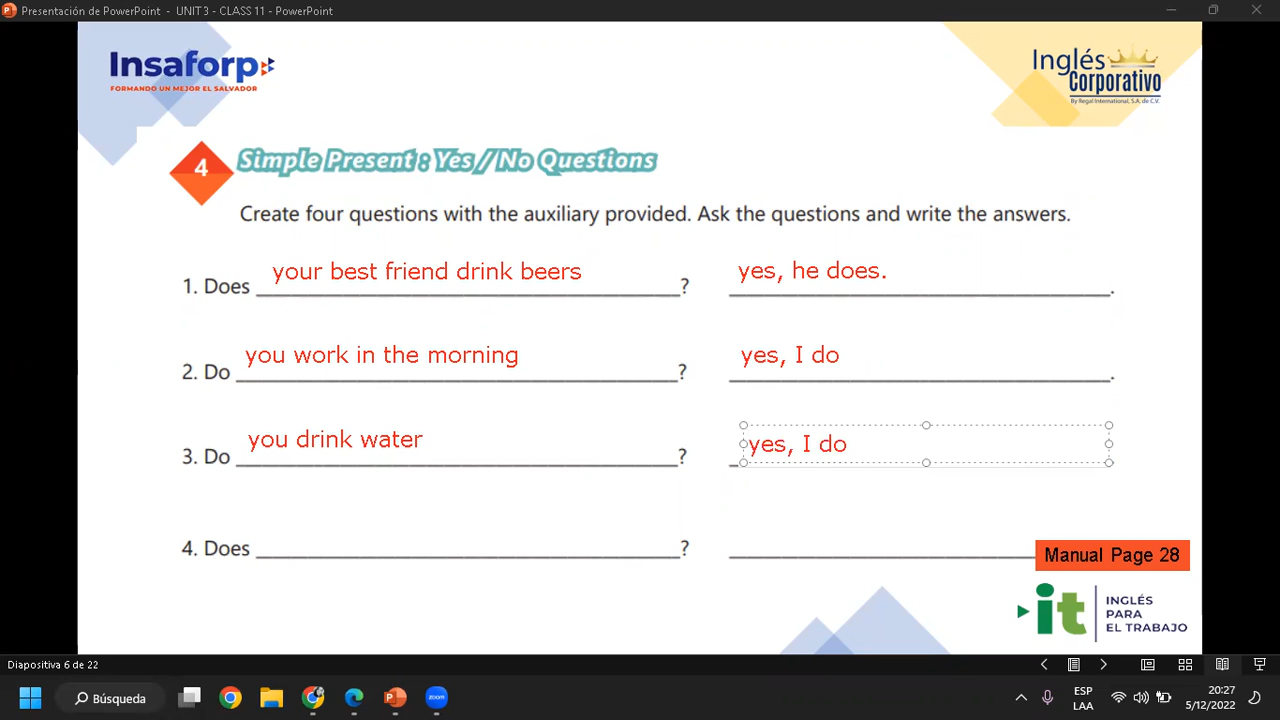 Presentación de PowerPoint - UNIT 3 - CLASS 11 - PowerPoint
Insaforp
FORMANDO UN MEJOR EL SALVADOR
Inglés
Corporativo
By Regal International, S.A. de C.V.
4
Simple Present : Yes / No Questions
Create four questions with the auxiliary provided. Ask the questions and write the answers.
1. Does your best friend drink beers ? yes, he does. .
2. Do you work in the morning ? yes, I do .
3. Do you drink water ? yes, I do
4. Does ?
Manual Page 28
it
INGLÉS
PARA
EL TRABAJO
Diapositiva 6 de 22
Búsqueda
zoom
ESP
LAA
20:27
5/12/2022